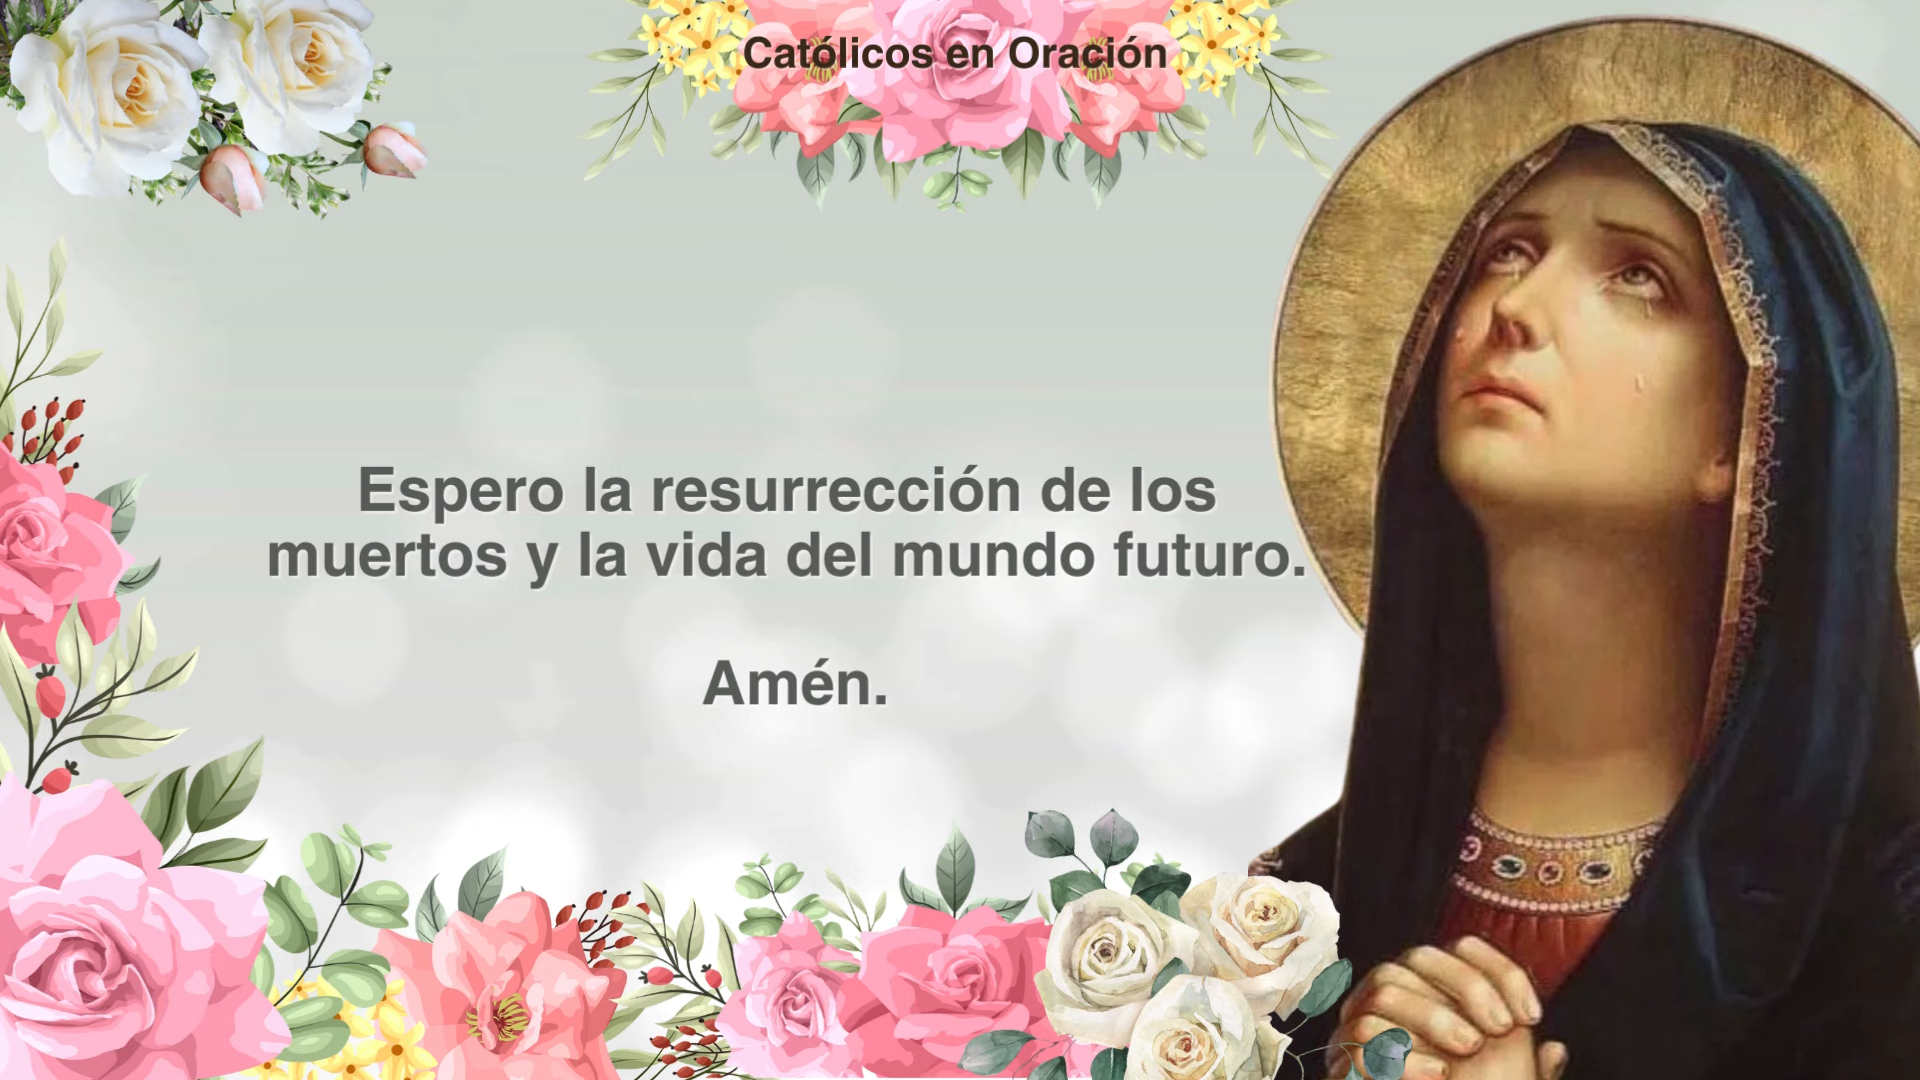 Católicos en Oración
Espero la resurrección de los
muertos y la vida del mundo futuro.
Amén.